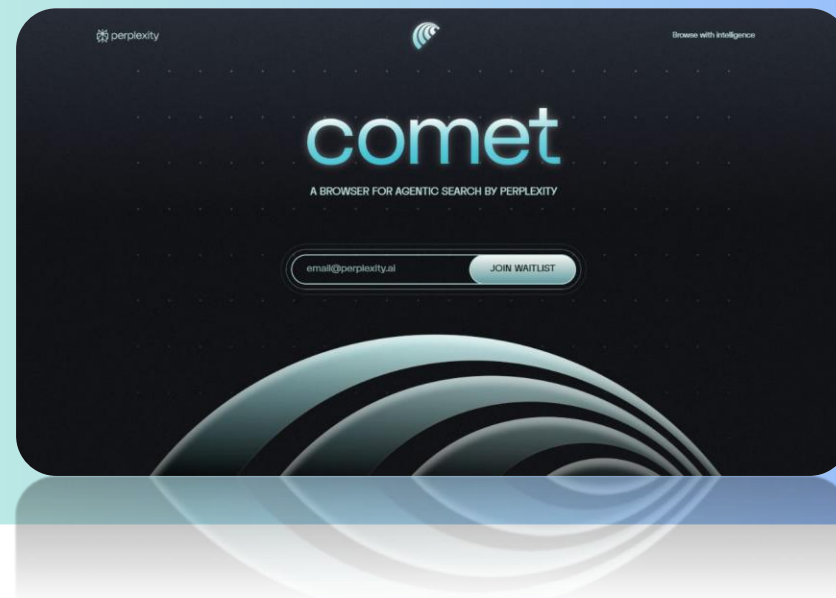 perplexity
Browse with intelligence
comet
A BROWSER FOR AGENTIC SEARCH BY PERPLEXITY
email@perplexity.ai
JOIN WAITLIST